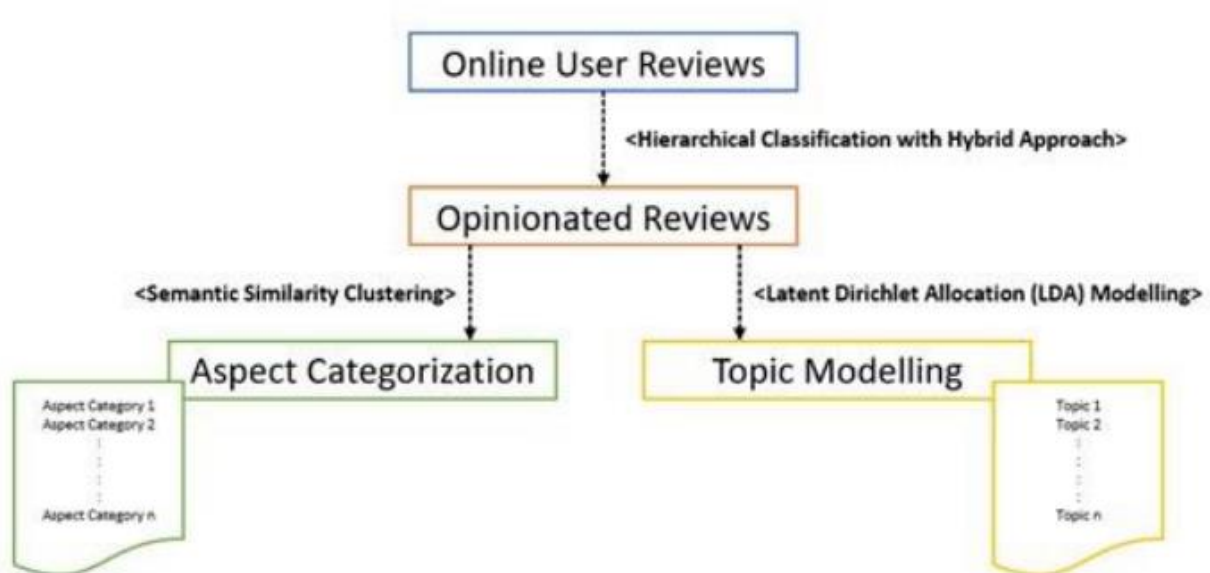 Online User Reviews
<Hierarchical Classification with Hybrid Approach>
Opinionated Reviews
<Semantic Similarity Clustering>
<Latent Dirichlet Allocation (LDA) Modelling>
Aspect Categorization
Topic Modelling
Aspect Category 1
Aspect Category 2
:
:
:
:
Aspect Category n
Topic 1
Topic 2
:
:
:
:
Topic n